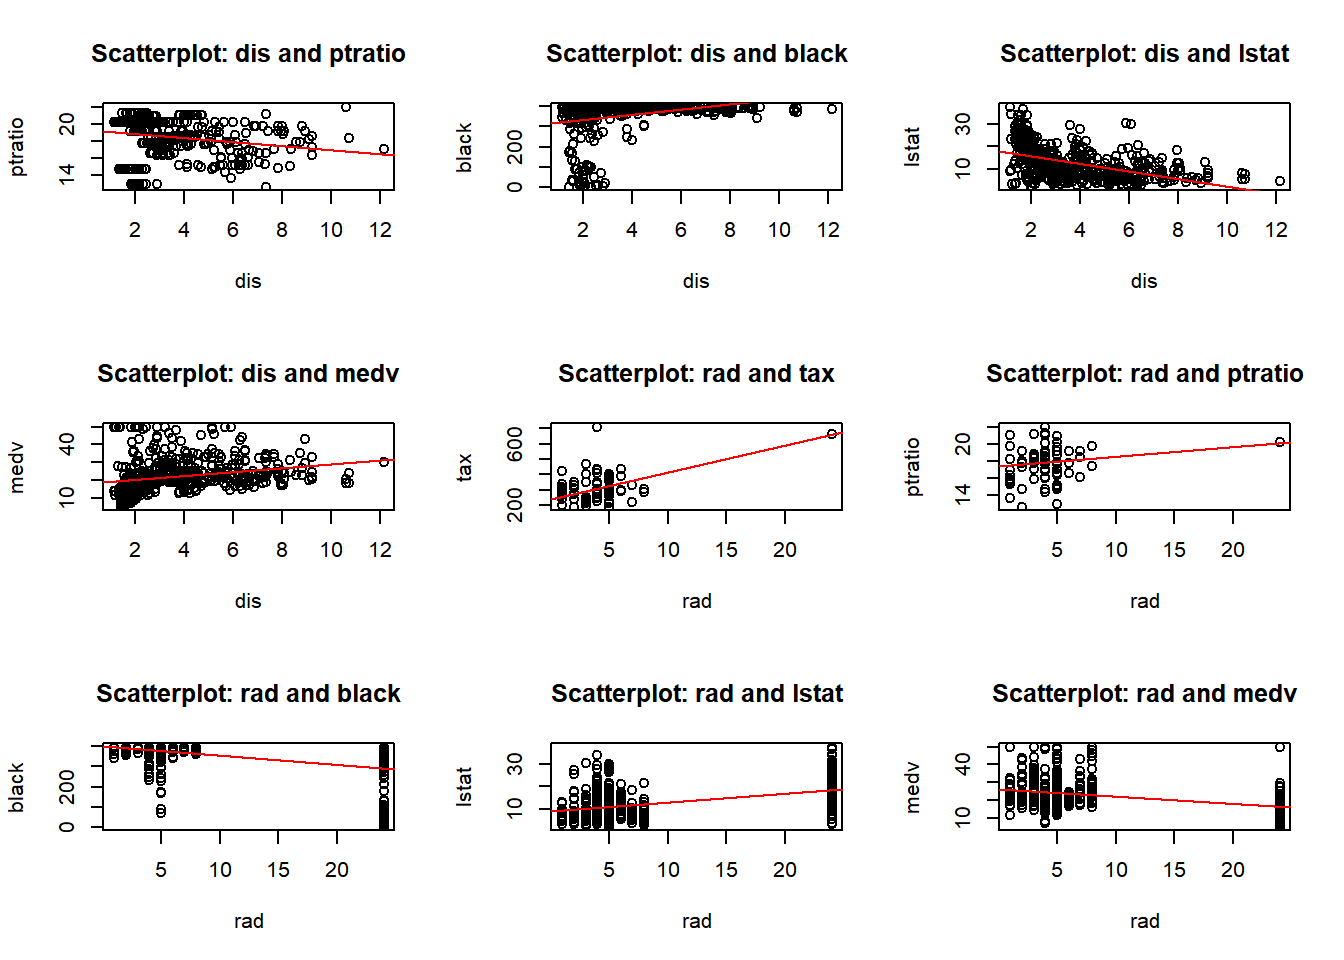 Scatterplot: dis and ptratio
ptratio
14 20
2 4 6 8 10 12
dis
Scatterplot: dis and black
black
0 200
2 4 6 8 10 12
dis
Scatterplot: dis and lstat
lstat
10 30
2 4 6 8 10 12
dis
Scatterplot: dis and medv
medv
10 40
2 4 6 8 10 12
dis
Scatterplot: rad and tax
tax
200 600
5 10 15 20
rad
Scatterplot: rad and ptratio
ptratio
14 20
5 10 15 20
rad
Scatterplot: rad and black
black
0 200
5 10 15 20
rad
Scatterplot: rad and lstat
lstat
10 30
5 10 15 20
rad
Scatterplot: rad and medv
medv
10 40
5 10 15 20
rad